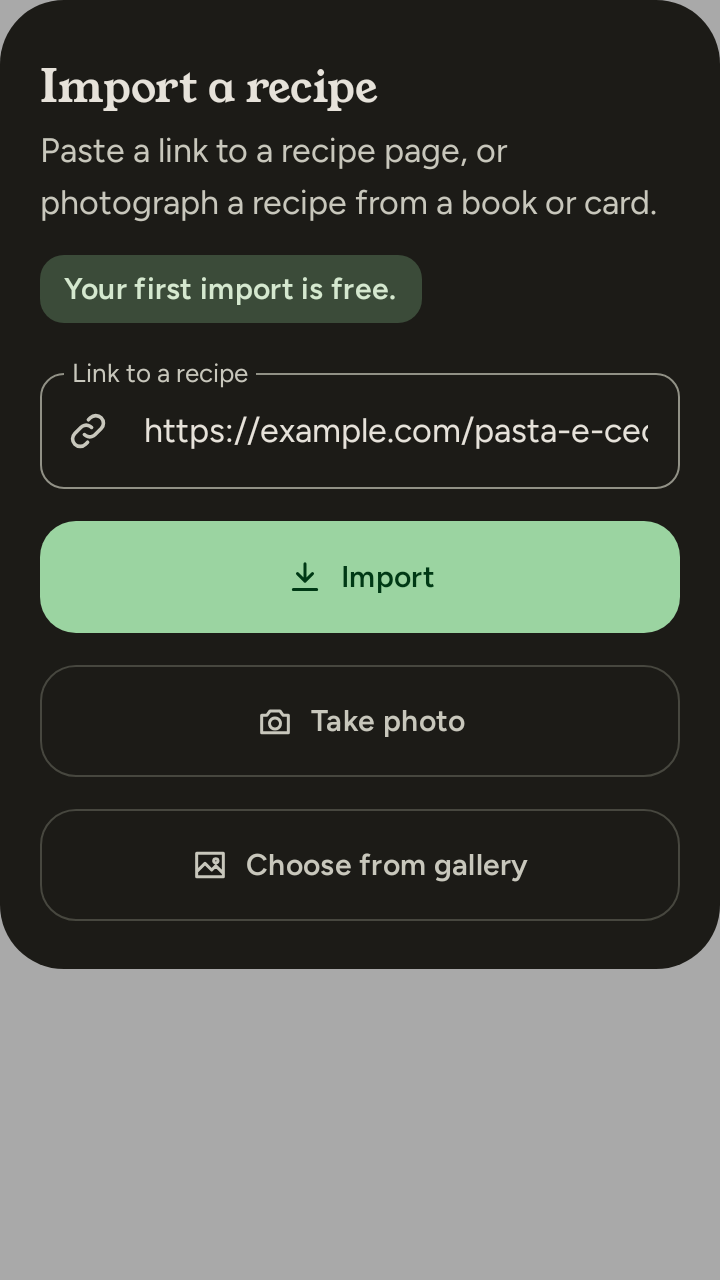 Import a recipe
Paste a link to a recipe page, or
photograph a recipe from a book or card.
Your first import is free.
Link to a recipe
https://example.com/pasta-e-cec
Import
Take photo
Choose from gallery